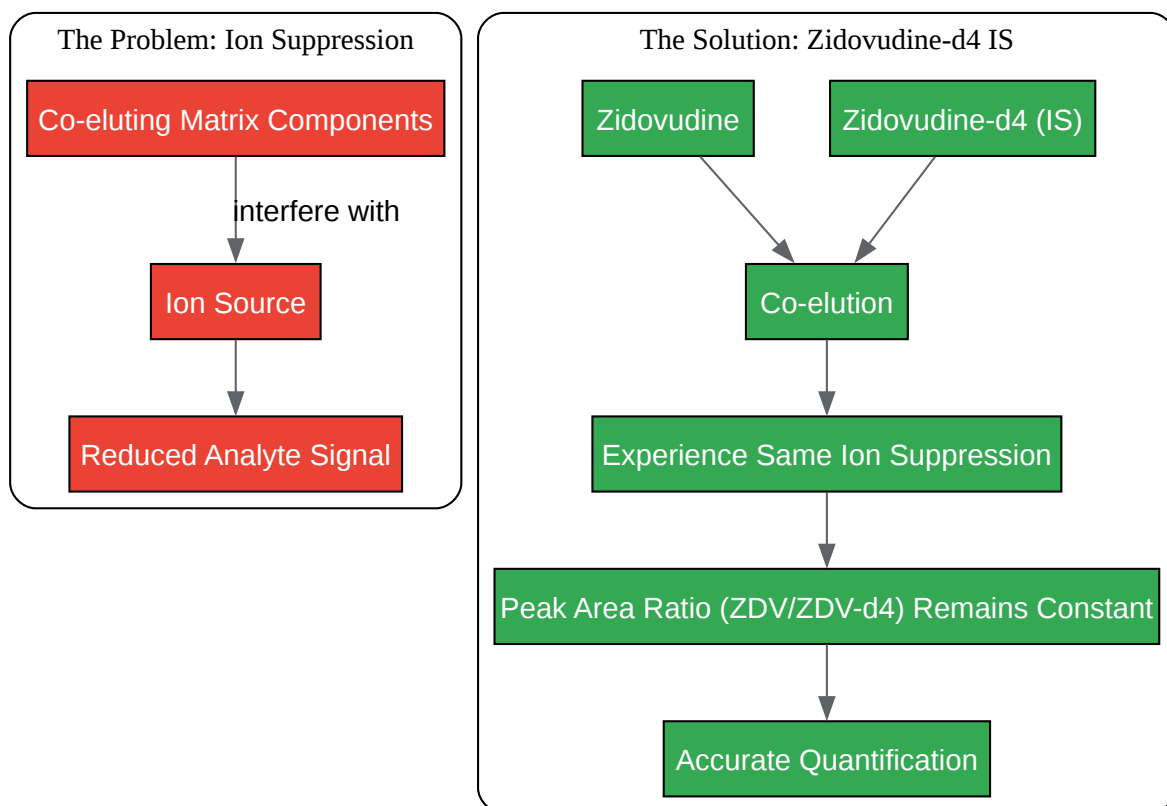 The Problem: Ion Suppression
Co-eluting Matrix Components
interfere with
Ion Source
Reduced Analyte Signal
The Solution: Zidovudine-d4 IS
Zidovudine
Zidovudine-d4 (IS)
Co-elution
Experience Same Ion Suppression
Peak Area Ratio (ZDV/ZDV-d4) Remains Constant
Accurate Quantification